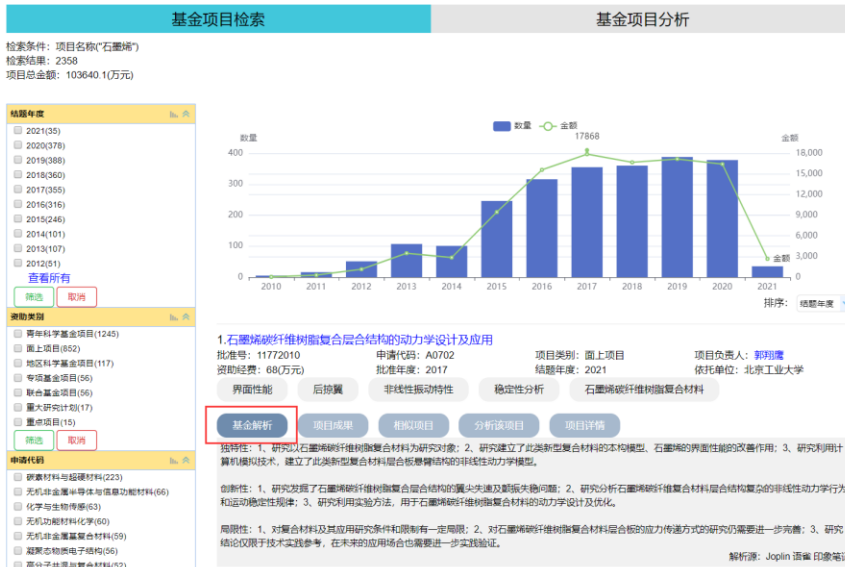 基金项目检索
基金项目分析
检索条件：项目名称("石墨烯")
检索结果：2358
项目总金额：103640.1(万元)
结题年度
2021(35)
2020(378)
2019(388)
2018(360)
2017(355)
2016(316)
2015(246)
2014(101)
2013(107)
2012(51)
查看所有
筛选 取消
资助类别
青年科学基金项目(1245)
面上项目(652)
地区科学基金项目(117)
专项基金项目(56)
联合基金项目(56)
重大研究计划(17)
重点项目(15)
筛选 取消
申请代码
碳素材料与超硬材料(223)
无机非金属半导体与信息功能材料(66)
化学与生物传感(63)
无机功能材料化学(60)
无机非金属基复合材料(59)
凝聚态物质电子结构(56)
高分子共混与复合材料(52)
数量 金额
数量 17868 金额
400 18,000
15,000
300
12,000
200 9,000
6,000
100
3,000
金额
0 0
2010 2011 2012 2013 2014 2015 2016 2017 2018 2019 2020 2021
排序： 结题年度
1.石墨烯碳纤维树脂复合层合结构的动力学设计及应用
批准号：11772010 申请代码：A0702 项目类别：面上项目 项目负责人：郭翔鹰
资助经费：68(万元) 批准年度：2017 结题年度：2021 依托单位：北京工业大学
界面性能 后掠翼 非线性振动特性 稳定性分析 石墨烯碳纤维树脂复合材料
基金解析 项目成果 相似项目 分析该项目 项目详情
独特性：1、研究以石墨烯碳纤维树脂复合材料为研究对象；2、研究建立了此类新型复合材料的本构模型、石墨烯的界面性能的改善作用；3、研究利用计
算机模拟技术，建立了此类新型复合材料层合板悬臂结构的非线性动力学模型。
创新性：1、研究发掘了石墨烯碳纤维树脂复合层合结构的翼尖失速及颤振失稳问题；2、研究分析石墨烯碳纤维复合材料层合结构复杂的非线性动力学行为
和运动稳定性规律；3、研究利用实验方法，用于石墨烯碳纤维树脂复合材料的动力学设计及优化。
局限性：1、对复合材料及其应用研究条件和限制有一定局限；2、对石墨烯碳纤维树脂复合材料层合板的应力传递方式的研究仍需要进一步完善；3、研究
结论仅限于技术实践参考，在未来的应用场合也需要进一步实践验证。
解析源：Joplin 语雀 印象笔记